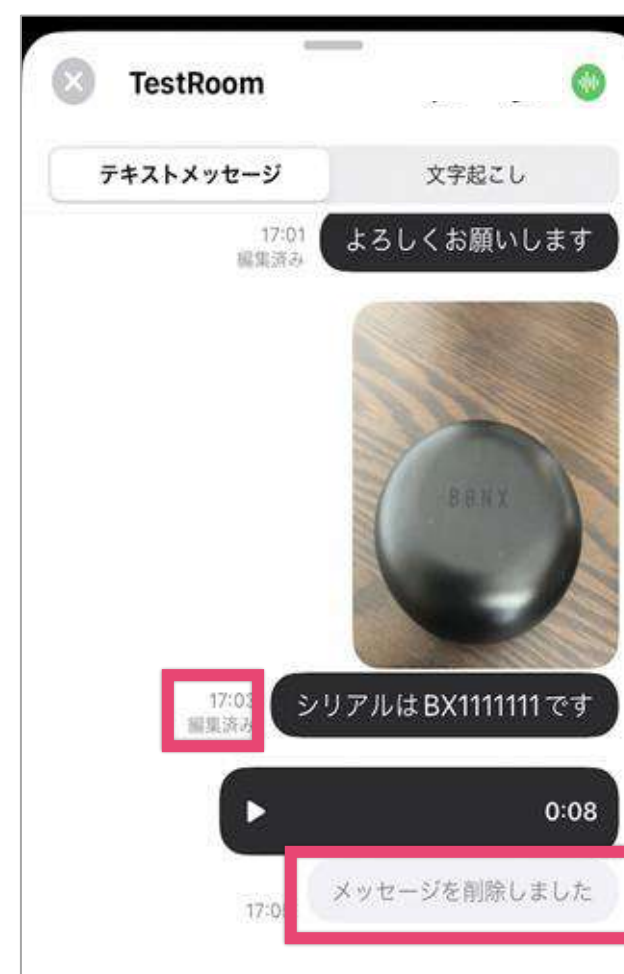 TestRoom
テキストメッセージ
文字起こし
17:01
編集済み
よろしくお願いします
BONX
17:03
編集済み
シリアルはBX1111111です
0:08
メッセージを削除しました